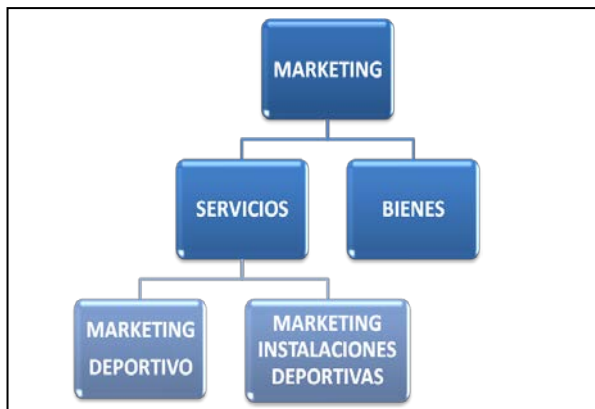 MARKETING
SERVICIOS
BIENES
MARKETING
DEPORTIVO
MARKETING
INSTALACIONES
DEPORTIVAS